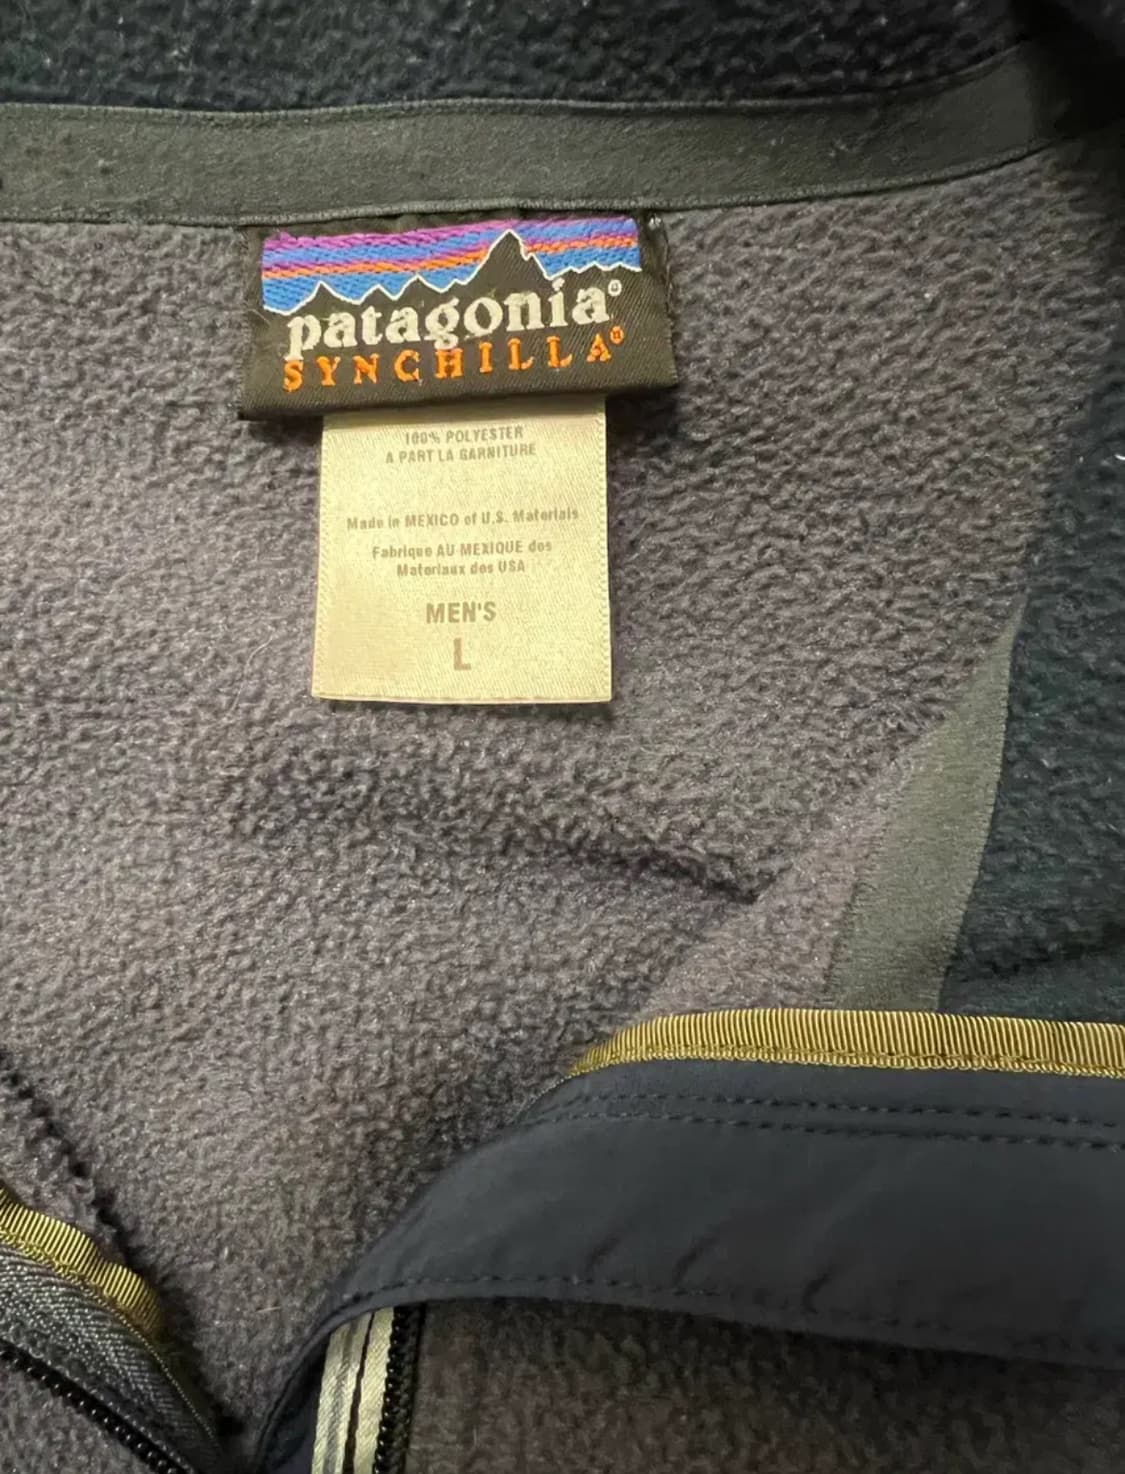 patagonia®
SYNCHILLA®
100% POLYESTER
A PART LA GARNITURE
Made in MEXICO of U.S. Materials
Fabrique AU MEXIQUE des
Materiaux des USA
MEN'S
L